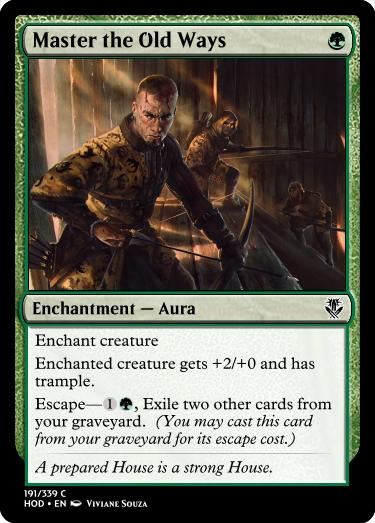 Master the Old Ways
Enchantment — Aura
Enchant creature
Enchanted creature gets +2/+0 and has
trample.
Escape—1, Exile two other cards from
your graveyard. (You may cast this card
from your graveyard for its escape cost.)
A prepared House is a strong House.
191/339 C
HOD • EN Viviane Souza